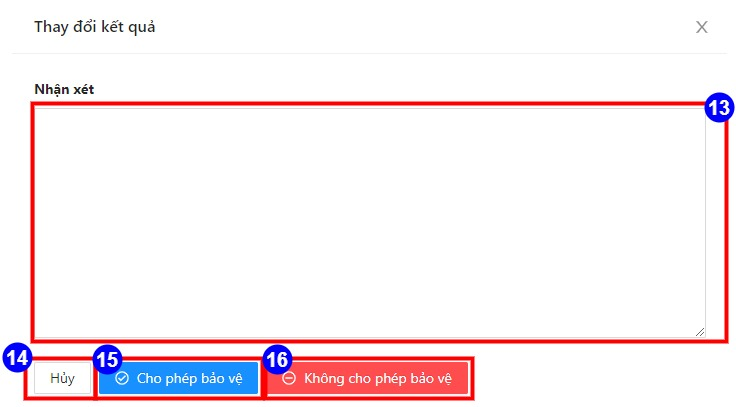 Thay đổi kết quả
Nhận xét
13
14
Hủy
15
Cho phép bảo vệ
16
Không cho phép bảo vệ